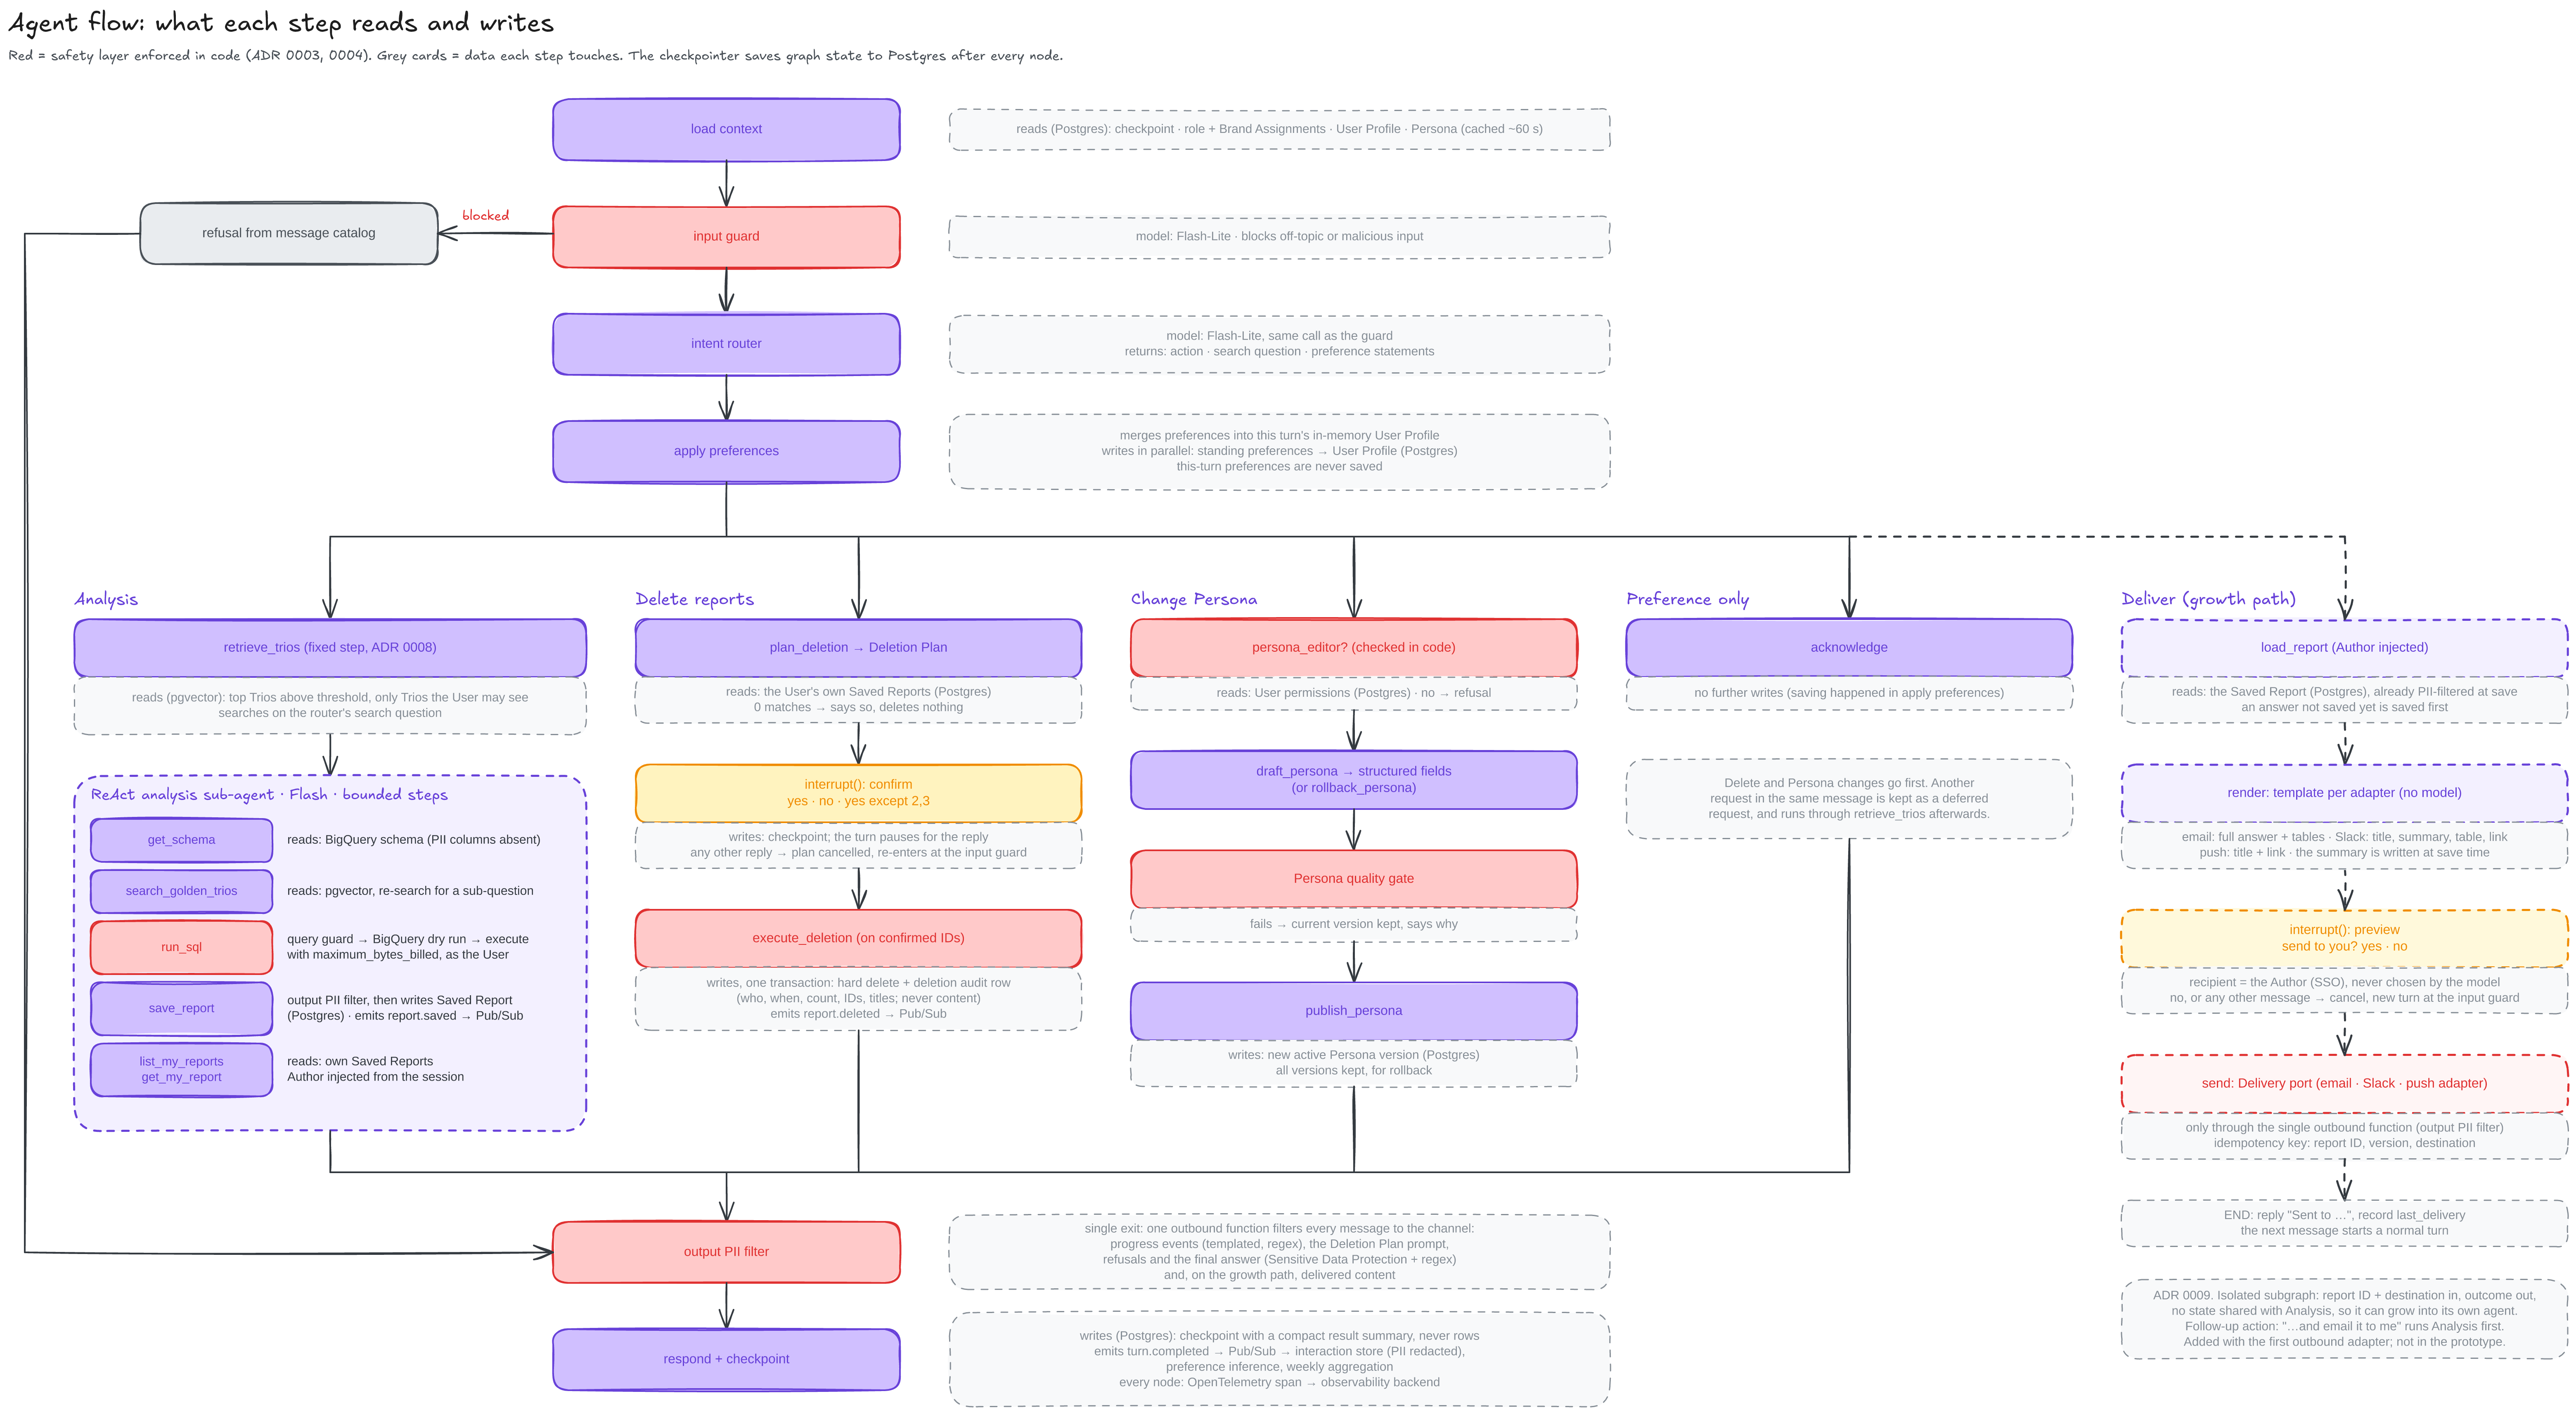 Agent flow: what each step reads and writes
Red = safety layer enforced in code (ADR 0003, 0004). Grey cards = data each step touches. The checkpointer saves graph state to Postgres after every node.
load context
reads (Postgres): checkpoint · role + Brand Assignments · User Profile · Persona (cached ~60 s)
refusal from message catalog
blocked
input guard
model: Flash-Lite · blocks off-topic or malicious input
intent router
model: Flash-Lite, same call as the guard
returns: action · search question · preference statements
apply preferences
merges preferences into this turn's in-memory User Profile
writes in parallel: standing preferences → User Profile (Postgres)
this-turn preferences are never saved
Analysis
retrieve_trios (fixed step, ADR 0008)
reads (pgvector): top Trios above threshold, only Trios the User may see
searches on the router's search question
ReAct analysis sub-agent · Flash · bounded steps
get_schema
reads: BigQuery schema (PII columns absent)
search_golden_trios
reads: pgvector, re-search for a sub-question
run_sql
query guard → BigQuery dry run → execute
with maximum_bytes_billed, as the User
save_report
output PII filter, then writes Saved Report
(Postgres) · emits report.saved → Pub/Sub
list_my_reports
get_my_report
reads: own Saved Reports
Author injected from the session
Delete reports
plan_deletion → Deletion Plan
reads: the User's own Saved Reports (Postgres)
0 matches → says so, deletes nothing
interrupt(): confirm
yes · no · yes except 2,3
writes: checkpoint; the turn pauses for the reply
any other reply → plan cancelled, re-enters at the input guard
execute_deletion (on confirmed IDs)
writes, one transaction: hard delete + deletion audit row
(who, when, count, IDs, titles; never content)
emits report.deleted → Pub/Sub
Change Persona
persona_editor? (checked in code)
reads: User permissions (Postgres) · no → refusal
draft_persona → structured fields
(or rollback_persona)
Persona quality gate
fails → current version kept, says why
publish_persona
writes: new active Persona version (Postgres)
all versions kept, for rollback
Preference only
acknowledge
no further writes (saving happened in apply preferences)
Delete and Persona changes go first. Another
request in the same message is kept as a deferred
request, and runs through retrieve_trios afterwards.
Deliver (growth path)
load_report (Author injected)
reads: the Saved Report (Postgres), already PII-filtered at save
an answer not saved yet is saved first
render: template per adapter (no model)
email: full answer + tables · Slack: title, summary, table, link
push: title + link · the summary is written at save time
interrupt(): preview
send to you? yes · no
recipient = the Author (SSO), never chosen by the model
no, or any other message → cancel, new turn at the input guard
send: Delivery port (email · Slack · push adapter)
only through the single outbound function (output PII filter)
idempotency key: report ID, version, destination
END: reply "Sent to …", record last_delivery
the next message starts a normal turn
ADR 0009. Isolated subgraph: report ID + destination in, outcome out,
no state shared with Analysis, so it can grow into its own agent.
Follow-up action: "…and email it to me" runs Analysis first.
Added with the first outbound adapter; not in the prototype.
output PII filter
single exit: one outbound function filters every message to the channel:
progress events (templated, regex), the Deletion Plan prompt,
refusals and the final answer (Sensitive Data Protection + regex)
and, on the growth path, delivered content
respond + checkpoint
writes (Postgres): checkpoint with a compact result summary, never rows
emits turn.completed → Pub/Sub → interaction store (PII redacted),
preference inference, weekly aggregation
every node: OpenTelemetry span → observability backend